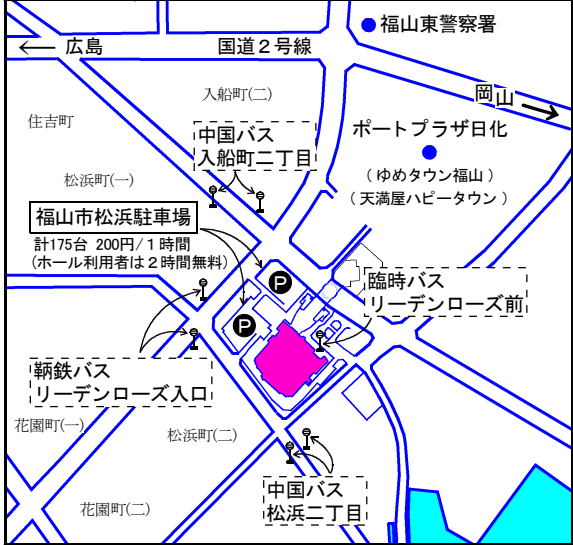 福山東警察署
広島
国道２号線
岡山
入船町(二)
住吉町
中国バス
入船町二丁目
ポートプラザ日化
（ゆめタウン福山）
（天満屋ハピータウン）
松浜町(一)
福山市松浜駐車場
計175台 200円/１時間
(ホール利用者は２時間無料)
P
P
臨時バス
リーデンローズ前
鞆鉄バス
リーデンローズ入口
花園町(一)
松浜町(二)
中国バス
松浜二丁目
花園町(二)